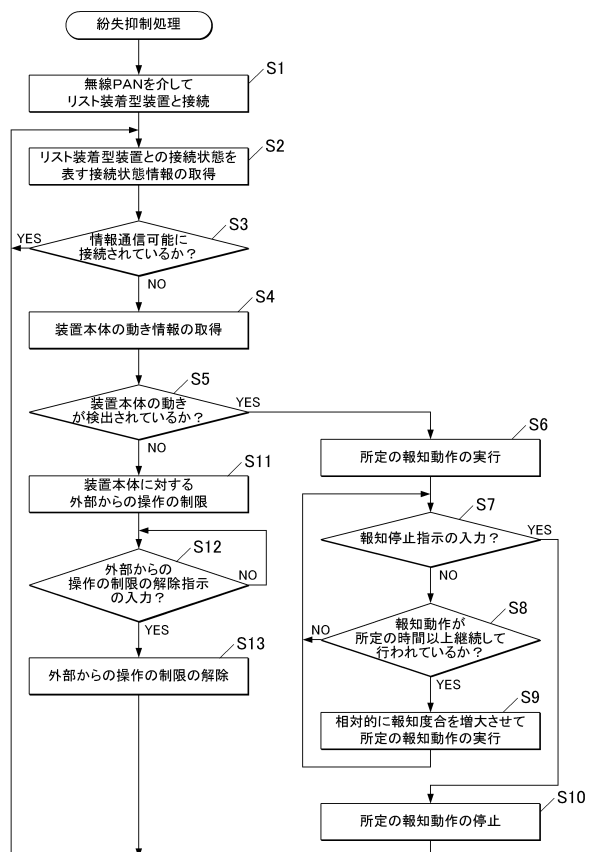 紛失抑制処理
S1
無線PANを介して
リスト装着型装置と接続
S2
リスト装着型装置との接続状態を
表す接続状態情報の取得
S3
情報通信可能に
接続されているか?
YES
NO
S4
装置本体の動き情報の取得
S5
装置本体の動き
が検出されているか?
YES
NO
S6
所定の報知動作の実行
S7
報知停止指示の入力?
YES
NO
S8
報知動作が
所定の時間以上継続して
行われているか?
NO
YES
S9
相対的に報知度合を増大させて
所定の報知動作の実行
S10
所定の報知動作の停止
S11
装置本体に対する
外部からの操作の制限
S12
外部からの
操作の制限の解除指示
の入力?
NO
YES
S13
外部からの操作の制限の解除